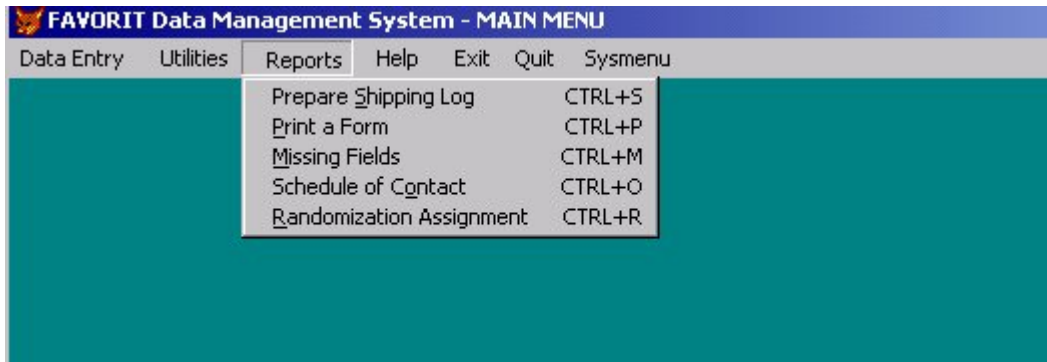 FAVORIT Data Management System - MAIN MENU
Data Entry Utilities Reports Help Exit Quit Sysmenu
Prepare Shipping Log CTRL+S
Print a Form CTRL+P
Missing Fields CTRL+M
Schedule of Contact CTRL+O
Randomization Assignment CTRL+R